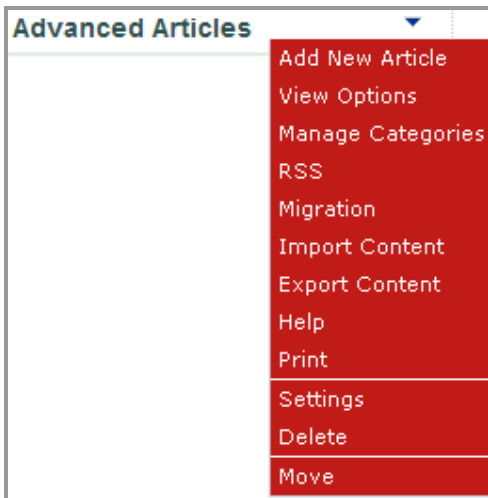 Advanced Articles
Add New Article
View Options
Manage Categories
RSS
Migration
Import Content
Export Content
Help
Print
Settings
Delete
Move